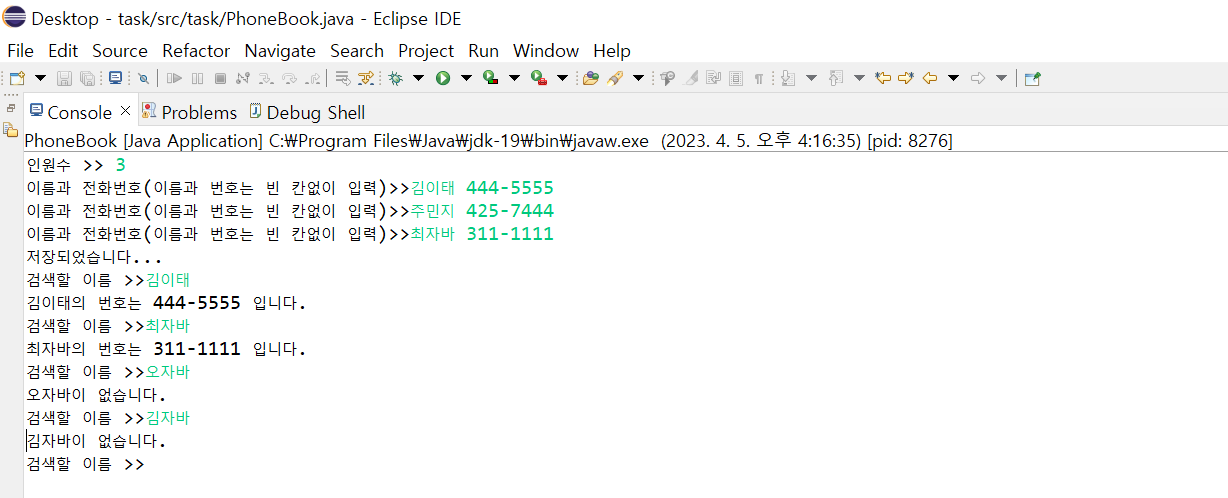 Desktop - task/src/task/PhoneBook.java - Eclipse IDE
File Edit Source Refactor Navigate Search Project Run Window Help
Console Problems Debug Shell
PhoneBook [Java Application] C:₩Program Files₩Java₩jdk-19₩bin₩javaw.exe (2023. 4. 5. 오후 4:16:35) [pid: 8276]
인원수 >> 3
이름과 전화번호(이름과 번호는 빈 칸없이 입력)>>김이태 444-5555
이름과 전화번호(이름과 번호는 빈 칸없이 입력)>>주민지 425-7444
이름과 전화번호(이름과 번호는 빈 칸없이 입력)>>최자바 311-1111
저장되었습니다...
검색할 이름 >>김이태
김이태의 번호는 444-5555 입니다.
검색할 이름 >>최자바
최자바의 번호는 311-1111 입니다.
검색할 이름 >>오자바
오자바이 없습니다.
검색할 이름 >>김자바
김자바이 없습니다.
검색할 이름 >>